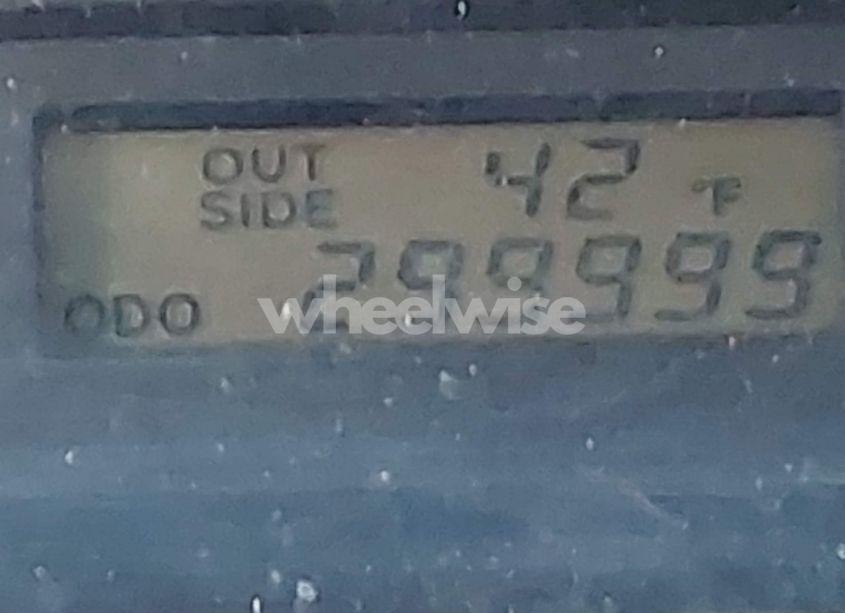 OUT SIDE 42 °F
ODO 299999
wheelwise